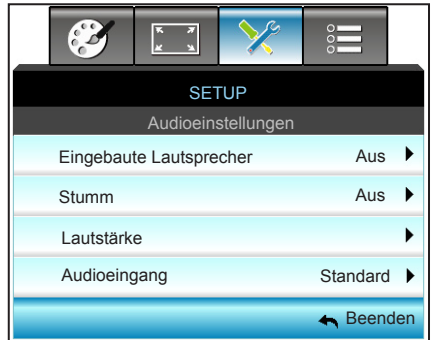 SETUP
Audioeinstellungen
Eingebaute Lautsprecher Aus
Stumm Aus
Lautstärke
Audioeingang Standard
Beenden